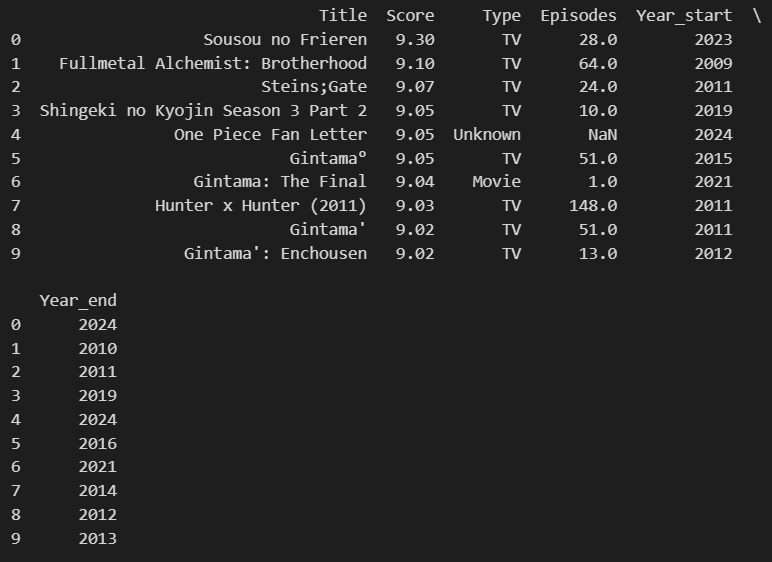 Title Score Type Episodes Year_start \
0 Sousou no Frieren 9.30 TV 28.0 2023
1 Fullmetal Alchemist: Brotherhood 9.10 TV 64.0 2009
2 Steins;Gate 9.07 TV 24.0 2011
3 Shingeki no Kyojin Season 3 Part 2 9.05 TV 10.0 2019
4 One Piece Fan Letter 9.05 Unknown NaN 2024
5 Gintama° 9.05 TV 51.0 2015
6 Gintama: The Final 9.04 Movie 1.0 2021
7 Hunter x Hunter (2011) 9.03 TV 148.0 2011
8 Gintama' 9.02 TV 51.0 2011
9 Gintama': Enchousen 9.02 TV 13.0 2012
Year_end
0 2024
1 2010
2 2011
3 2019
4 2024
5 2016
6 2021
7 2014
8 2012
9 2013